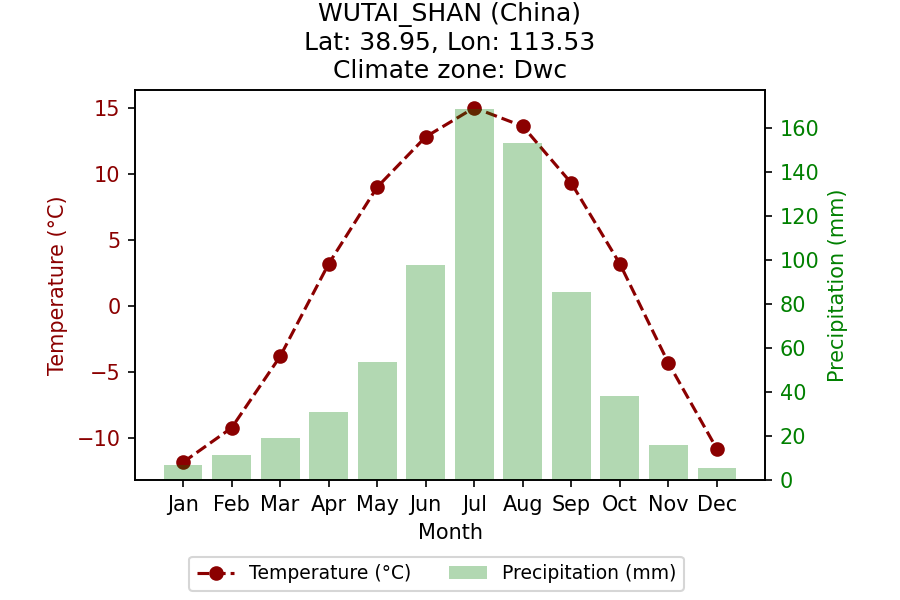 WUTAI_SHAN (China)
Lat: 38.95, Lon: 113.53
Climate zone: Dwc
15
10
5
0
−5
−10
Temperature (°C)
160
140
120
100
80
60
40
20
0
Precipitation (mm)
Jan Feb Mar Apr May Jun Jul Aug Sep Oct Nov Dec
Month
Temperature (°C) Precipitation (mm)